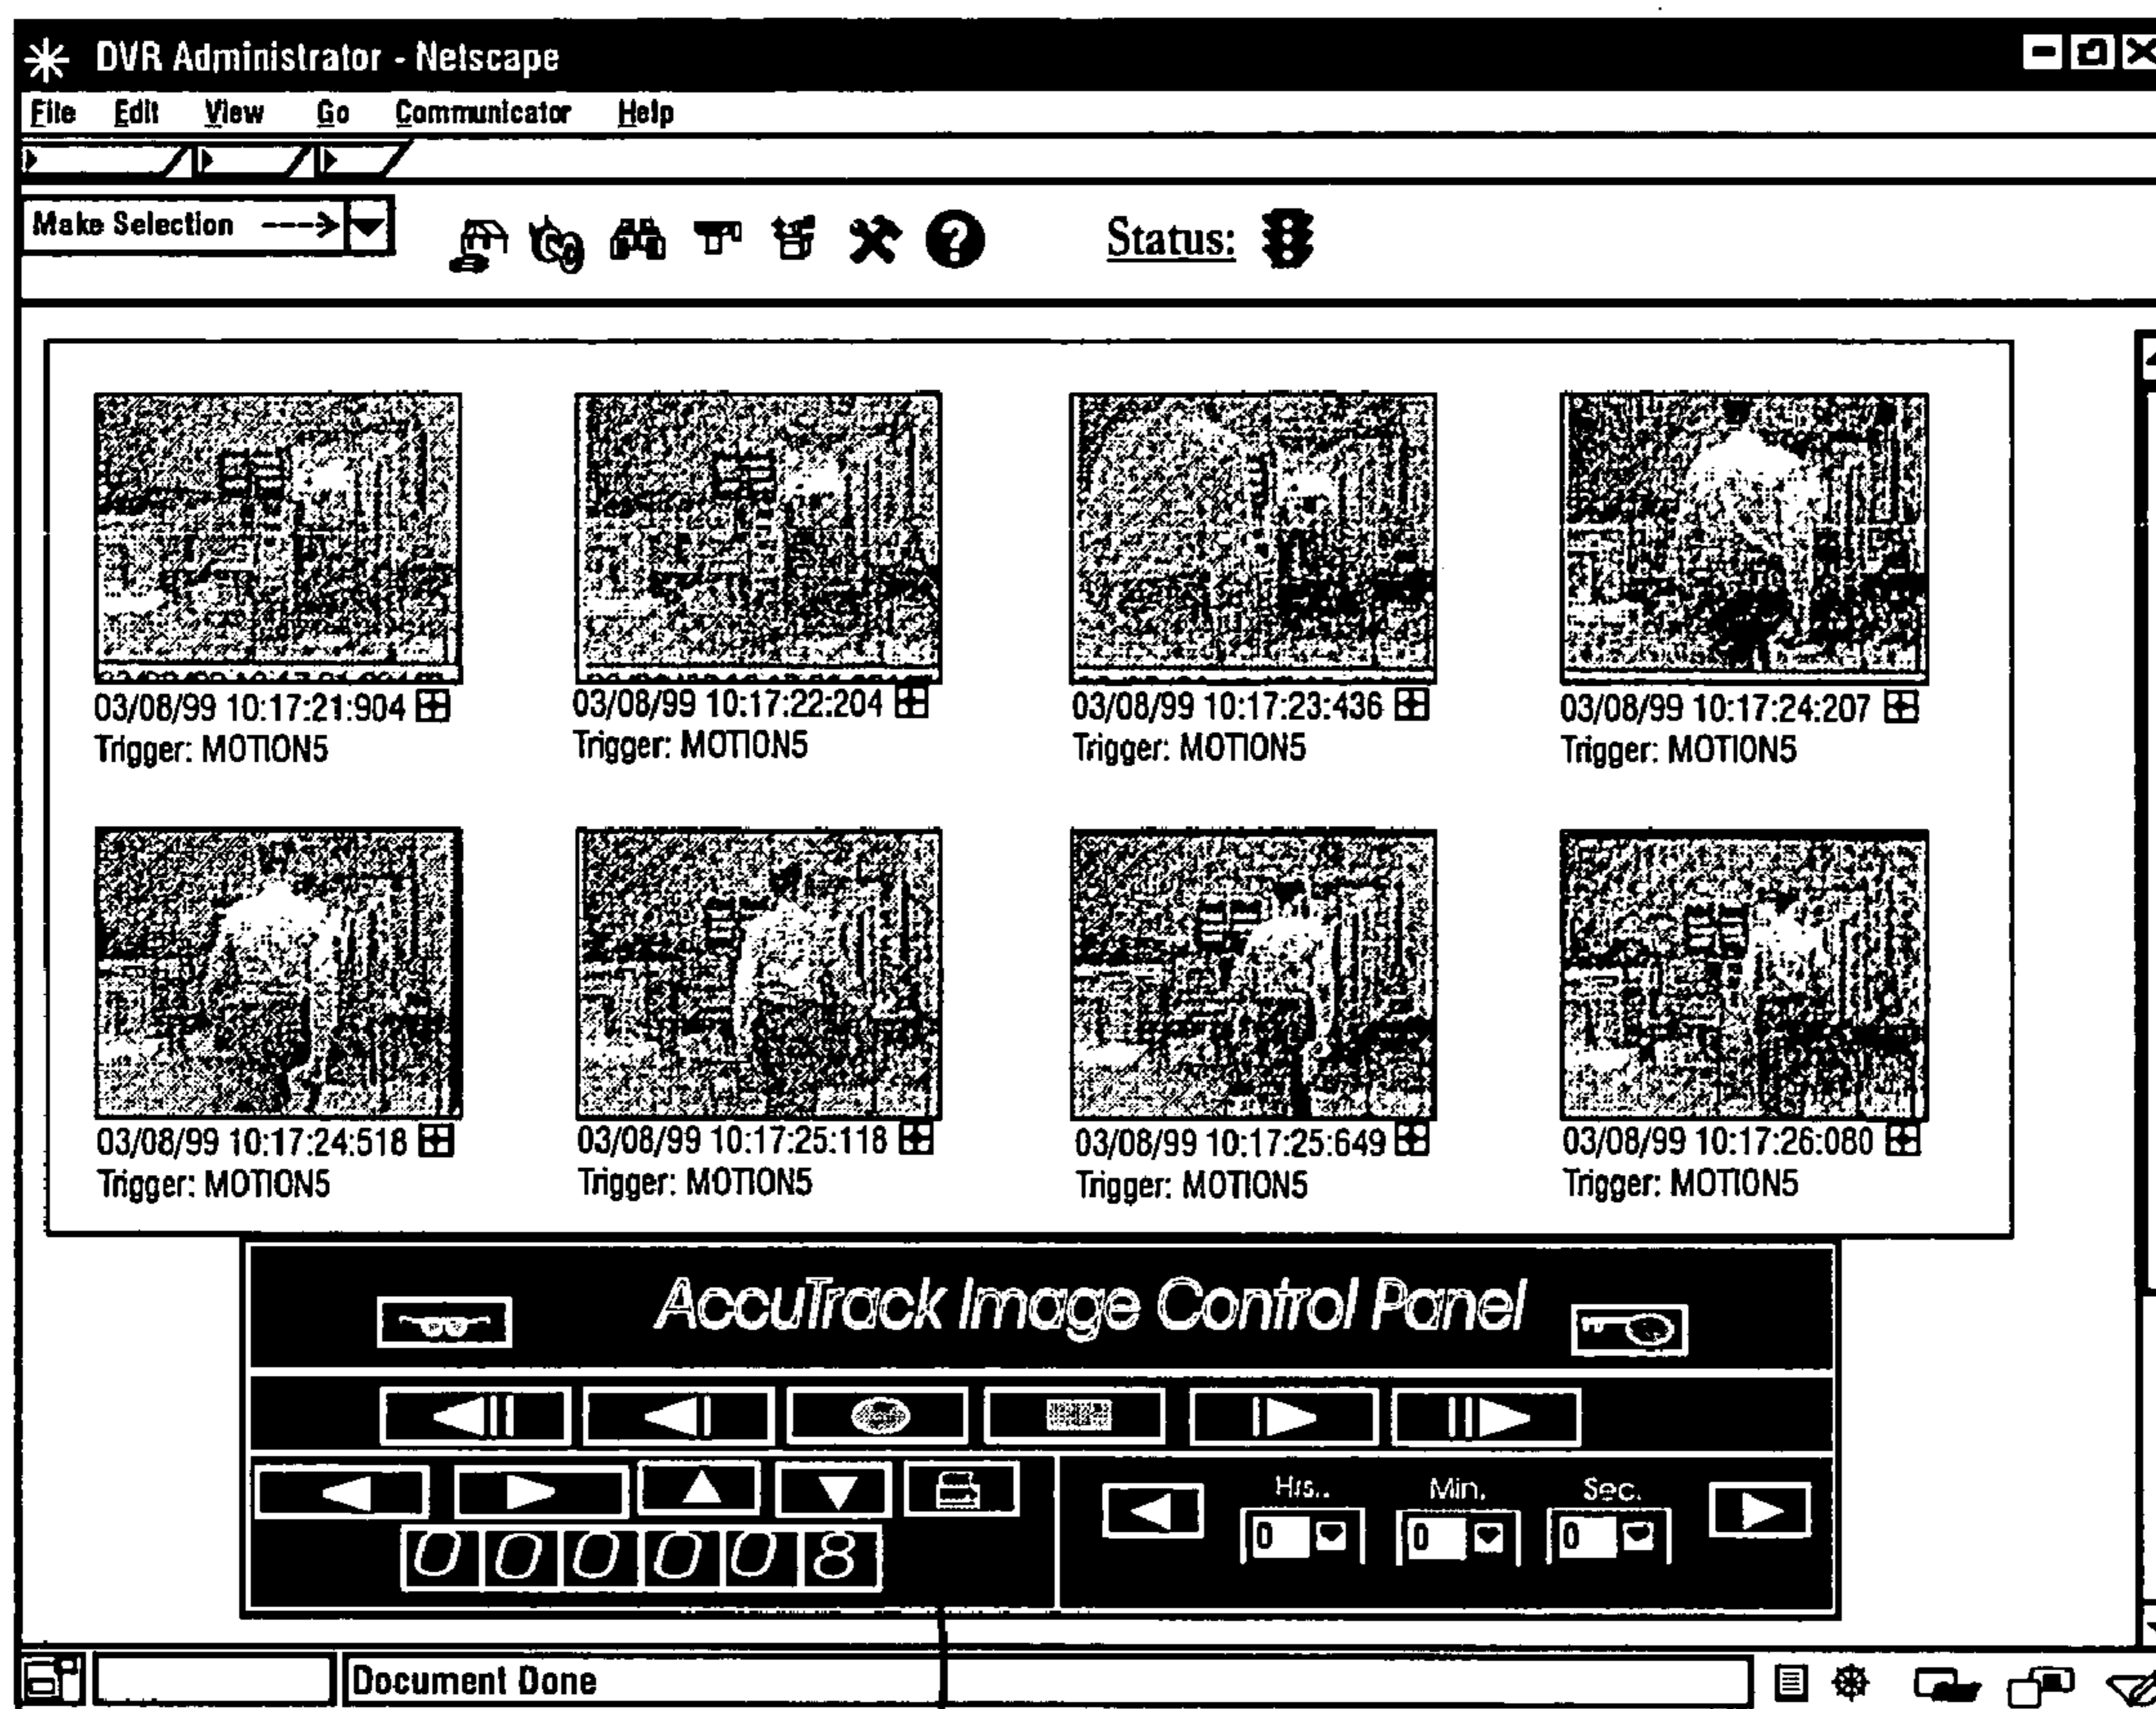 DVR Administrator - Netscape
File Edit View Go Communicator Help
Make Selection --->
Status:
03/08/99 10:17:21:904 03/08/99 10:17:22:204 03/08/99 10:17:23:436 03/08/99 10:17:24:207
Trigger: MOTION5 Trigger: MOTION5 Trigger: MOTION5 Trigger: MOTION5
03/08/99 10:17:24:518 03/08/99 10:17:25:118 03/08/99 10:17:25:649 03/08/99 10:17:26:080
Trigger: MOTION5 Trigger: MOTION5 Trigger: MOTION5 Trigger: MOTION5
AccuTrack Image Control Panel
Hrs.. Min. Sec.
0 0 0
000008
Document Done